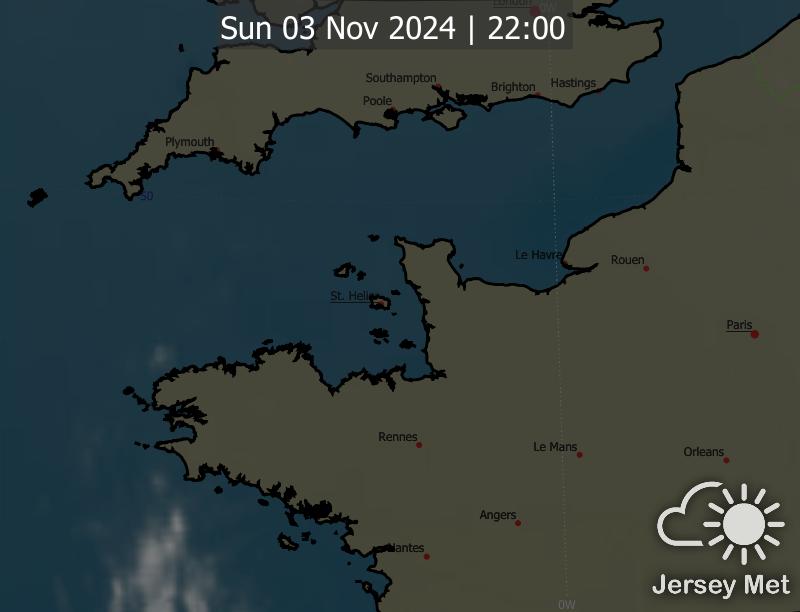 London
0W
Sun 03 Nov 2024 | 22:00
Southampton
Brighton
Hastings
Poole
Plymouth
50
Le Havre
Rouen
St. Helier
Paris
Rennes
Le Mans
Orleans
Angers
Nantes
Jersey Met
0W